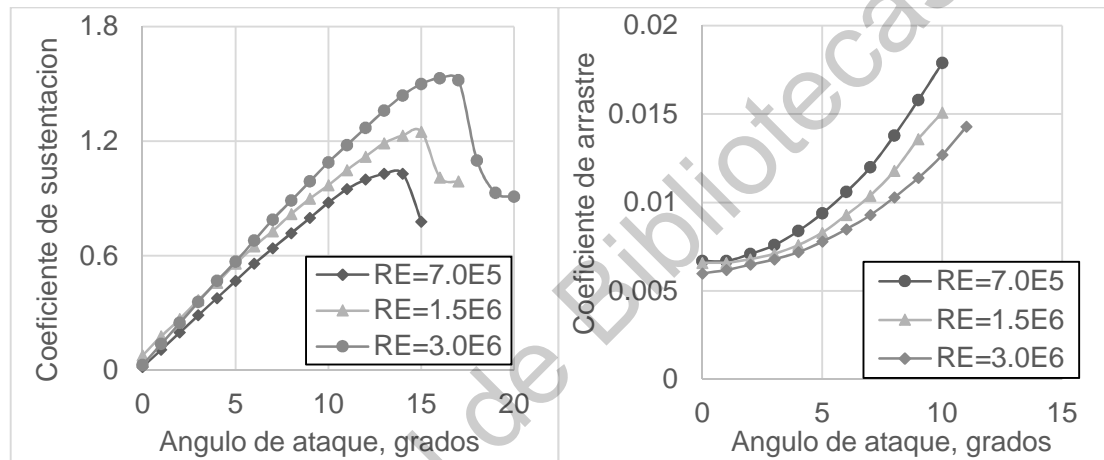 1.8
1.2
0.6
0
0
5
10
15
20
Coeficiente de sustentacion
Angulo de ataque, grados
RE=7.0E5
RE=1.5E6
RE=3.0E6
0.02
0.015
0.01
0.005
0
0
5
10
15
Coeficiente de arrastre
Angulo de ataque, grados
RE=7.0E5
RE=1.5E6
RE=3.0E6
de Bibliotecas